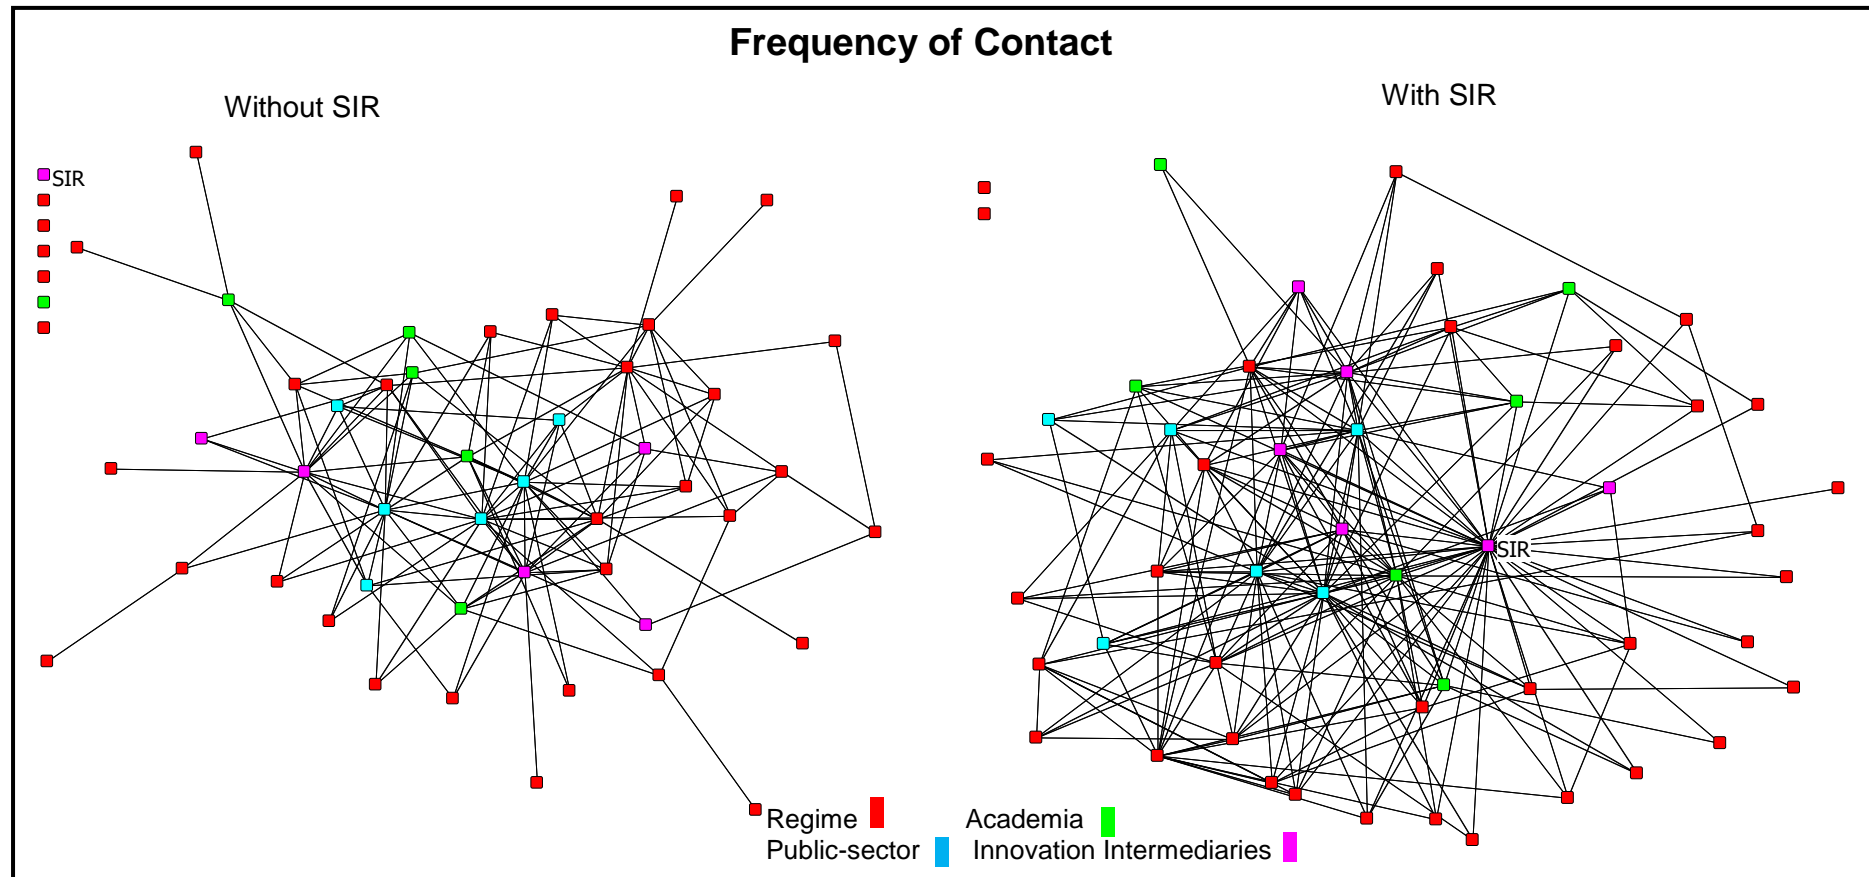 Frequency of Contact
Without SIR
With SIR
SIR
SIR
Regime
Academia
Public-sector
Innovation Intermediaries